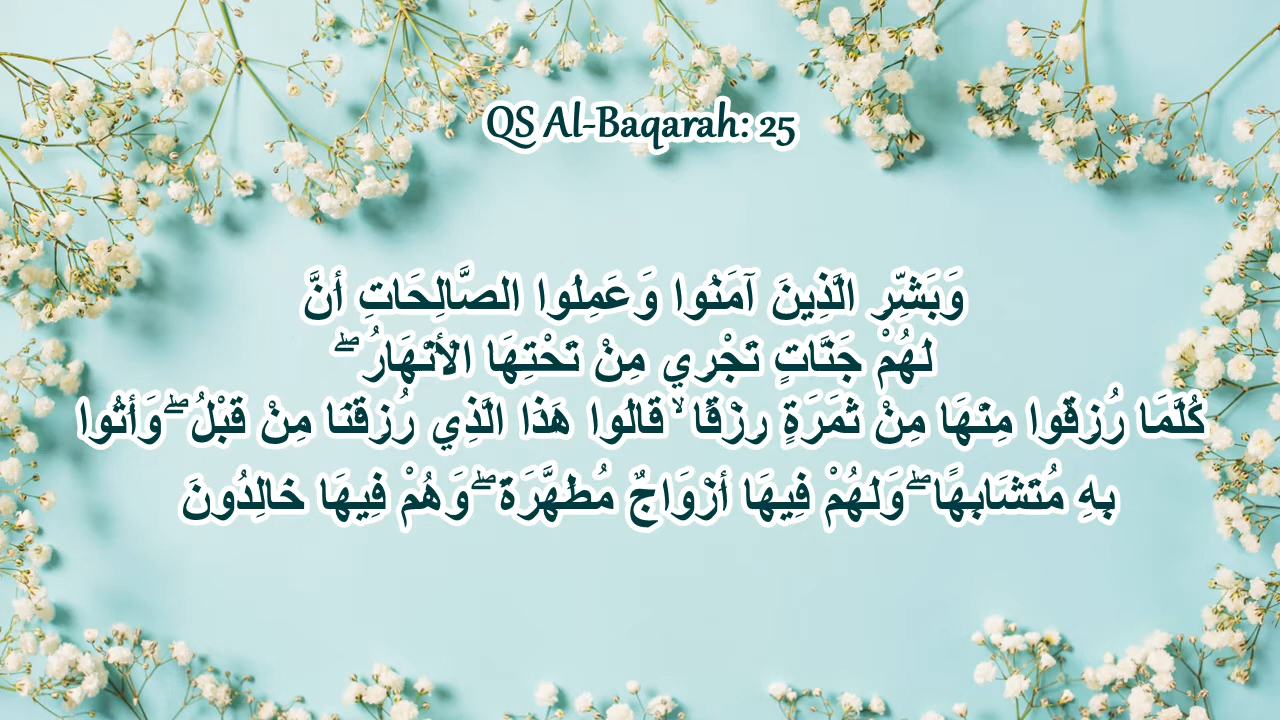 QS Al-Baqarah: 25
وَبَشِّرِ الَّذِينَ آمَنُوا وَعَمِلُوا الصَّالِحَاتِ أَنَّ
لَهُمْ جَنَّاتٍ تَجْرِي مِنْ تَحْتِهَا الْأَنْهَارُ ۖ
كُلَّمَا رُزِقُوا مِنْهَا مِنْ ثَمَرَةٍ رِزْقًا ۙ قَالُوا هَذَا الَّذِي رُزِقْنَا مِنْ قَبْلُ ۖ وَأُتُوا
بِهِ مُتَشَابِهًا ۖ وَلَهُمْ فِيهَا أَزْوَاجٌ مُطَهَّرَةٌ ۖ وَهُمْ فِيهَا خَالِدُونَ